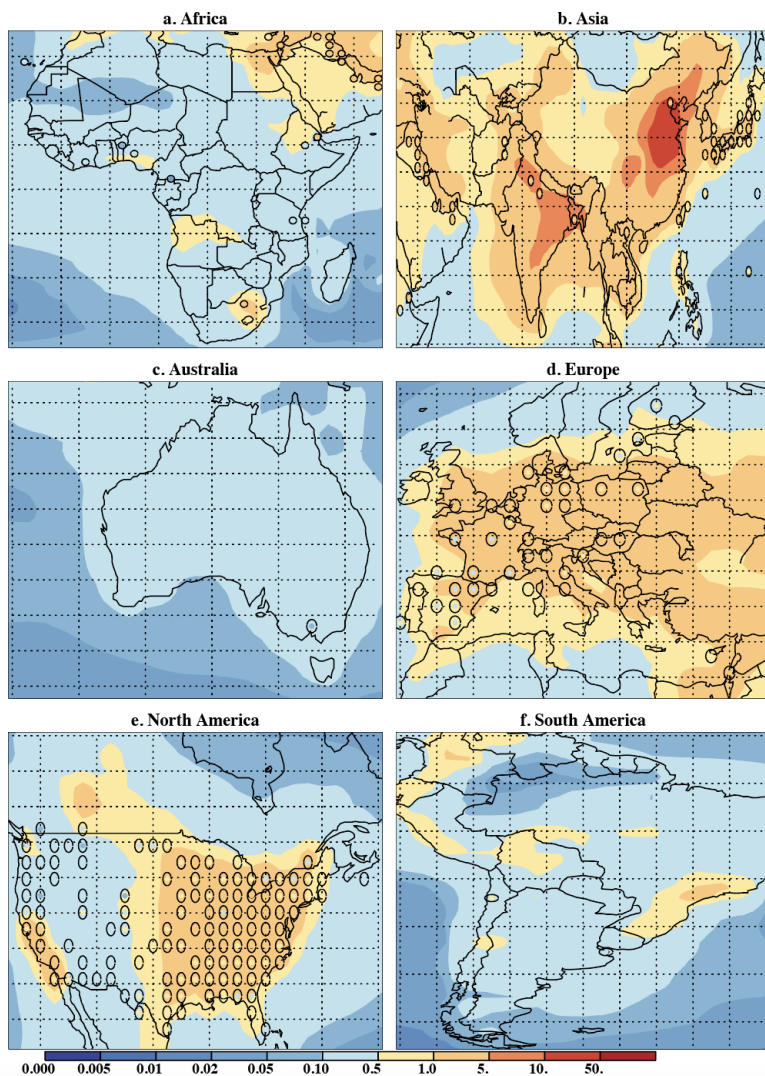 a. Africa
b. Asia
c. Australia
d. Europe
e. North America
f. South America
0.000 0.005 0.01 0.02 0.05 0.10 0.5 1.0 5. 10. 50.